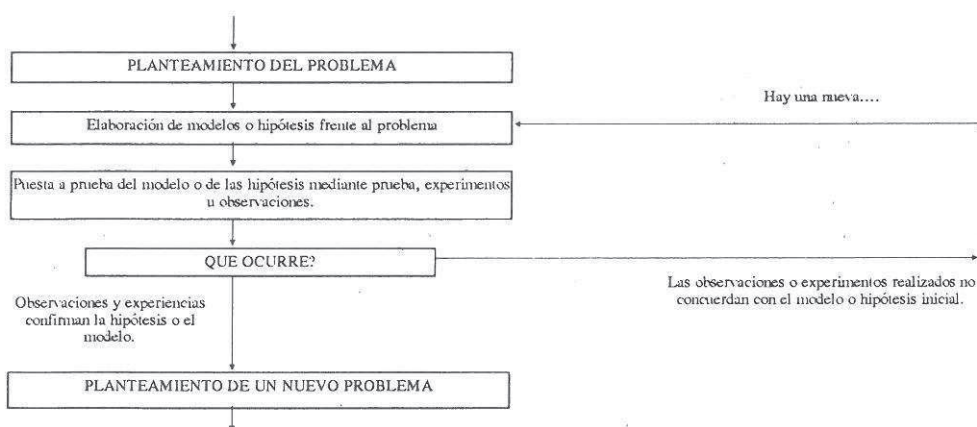 PLANTEAMIENTO DEL PROBLEMA
Hay una nueva....
Elaboración de modelos o hipótesis frente al problema
Puesta a prueba del modelo o de las hipótesis mediante prueba, experimentos
u observaciones.
QUE OCURRE?
Las observaciones o experimentos realizados no
concuerdan con el modelo o hipótesis inicial.
Observaciones y experiencias
confirman la hipótesis o el
modelo.
PLANTEAMIENTO DE UN NUEVO PROBLEMA